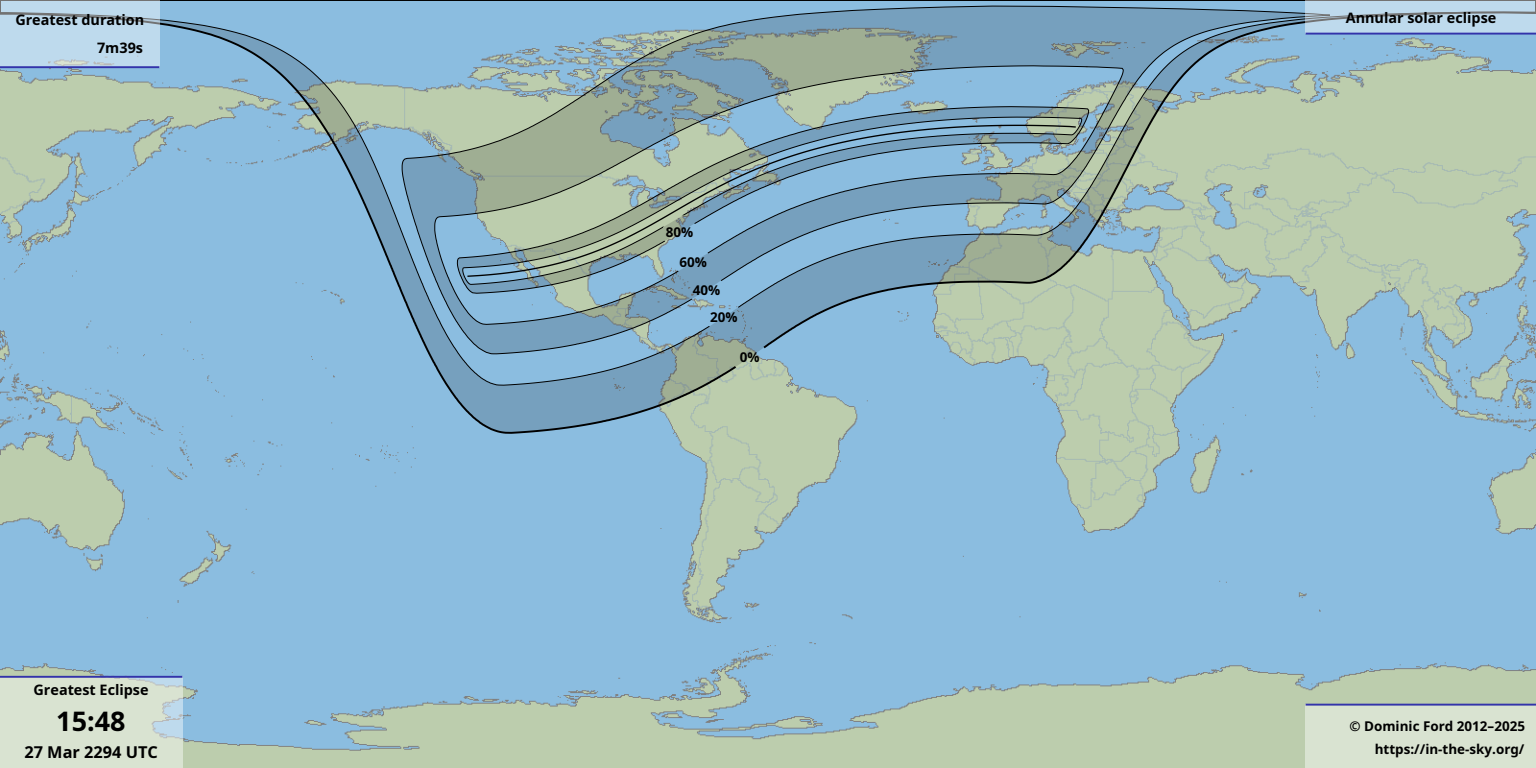 Greatest duration
7m39s
Annular solar eclipse
80%
60%
40%
20%
0%
Greatest Eclipse
15:48
27 Mar 2294 UTC
© Dominic Ford 2012–2025
https://in-the-sky.org/